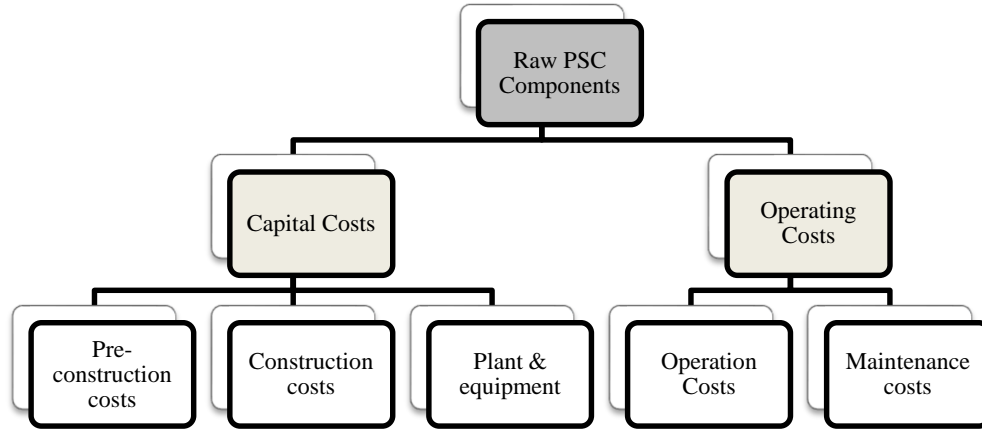 Raw PSC
Components
Capital Costs
Operating
Costs
Pre-
construction
costs
Construction
costs
Plant &
equipment
Operation
Costs
Maintenance
costs